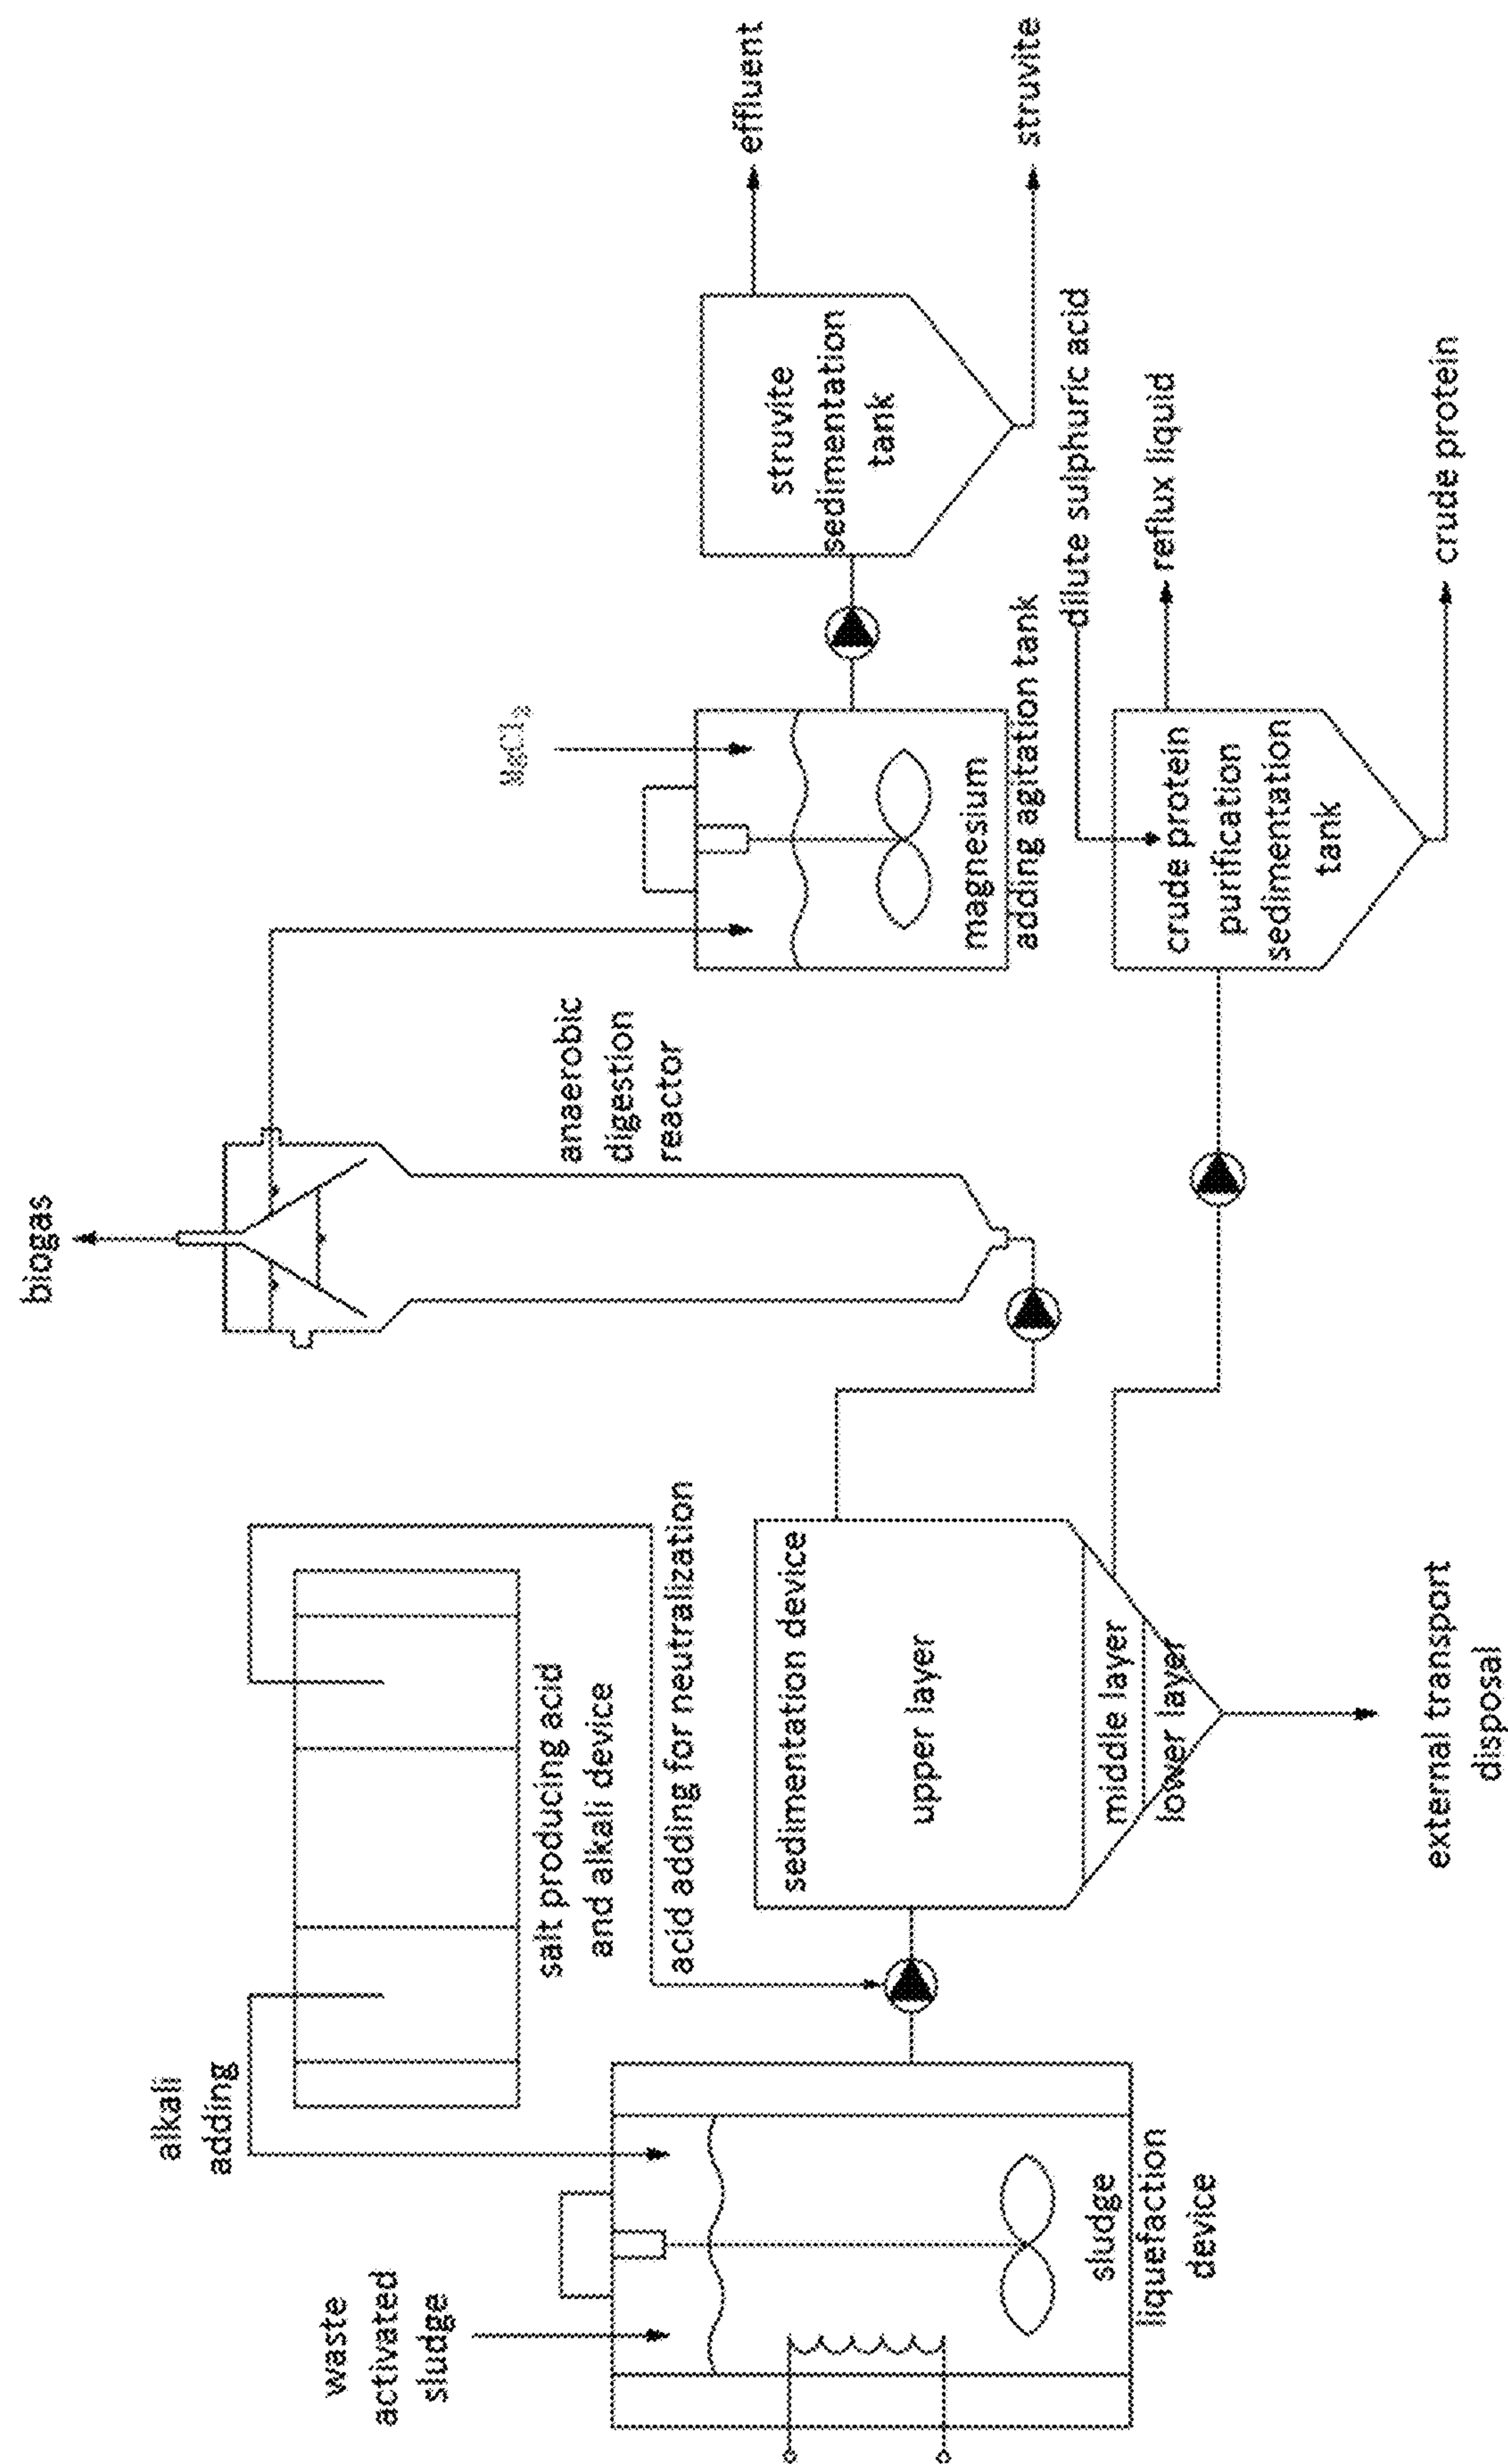 waste
activated
sludge
alkali
adding
sludge
liquefaction
device
salt producing acid
and alkali device
acid adding for neutralization
sedimentation device
upper layer
middle layer
lower layer
external transport
disposal
biogas
anaerobic
digestion
reactor
MgCl₂
magnesium
adding agitation tank
struvite
sedimentation
tank
effluent
struvite
dilute sulphuric acid
crude protein
purification
sedimentation
tank
reflux liquid
crude protein